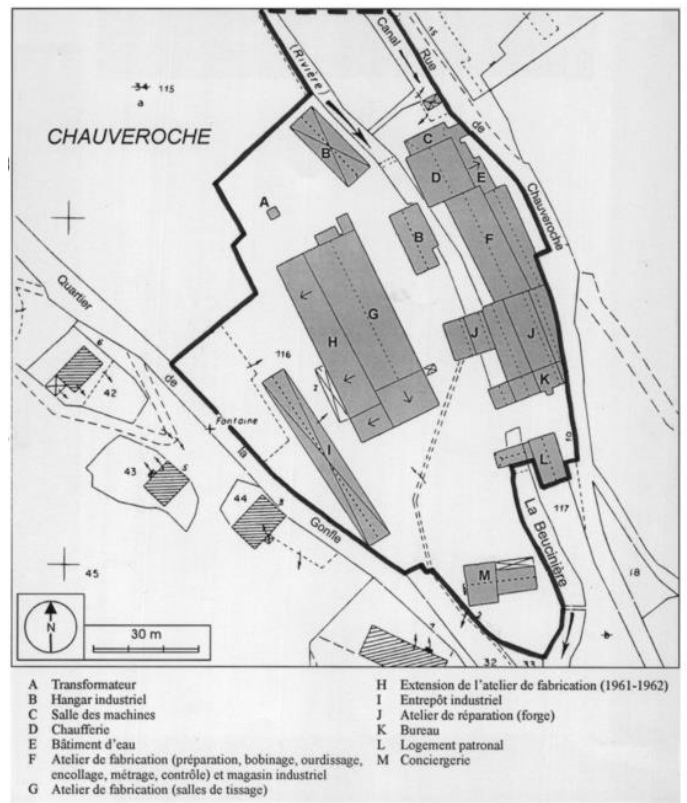 34 115
a
CHAUVEROCHE
(Rivière)
Canal
Rue
de
Chauveroche
15
A
B
B
C
D
E
F
G
H
I
J
J
K
L
M
Quartier
de
la
Gonfle
Fontaine
116
117
La Beucinière
6
42
43
5
44
3
45
7
32
33
18
N
30 m
A Transformateur
B Hangar industriel
C Salle des machines
D Chaufferie
E Bâtiment d'eau
F Atelier de fabrication (préparation, bobinage, ourdissage,
encollage, métrage, contrôle) et magasin industriel
G Atelier de fabrication (salles de tissage)
H Extension de l'atelier de fabrication (1961-1962)
I Entrepôt industriel
J Atelier de réparation (forge)
K Bureau
L Logement patronal
M Conciergerie